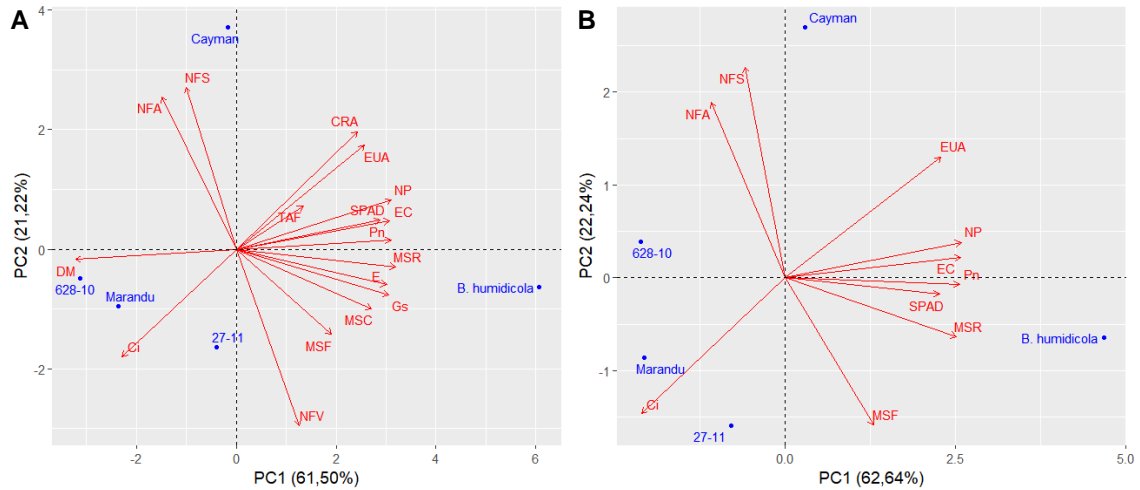 A
B
4
2
0
-2
PC2 (21,22%)
Cayman
NFS
NFA
CRA
EUA
NP
SPAD
EC
TAF
Pn
MSR
DM
628-10
E
Gs
B. humidicola
Marandu
MSC
27-11
MSF
Ci
NFV
-2
0
2
4
6
PC1 (61,50%)
2
1
0
-1
PC2 (22,24%)
Cayman
NFS
NFA
EUA
NP
628-10
EC
Pn
SPAD
MSR
B. humidicola
Marandu
Ci
MSF
27-11
0.0
2.5
5.0
PC1 (62,64%)